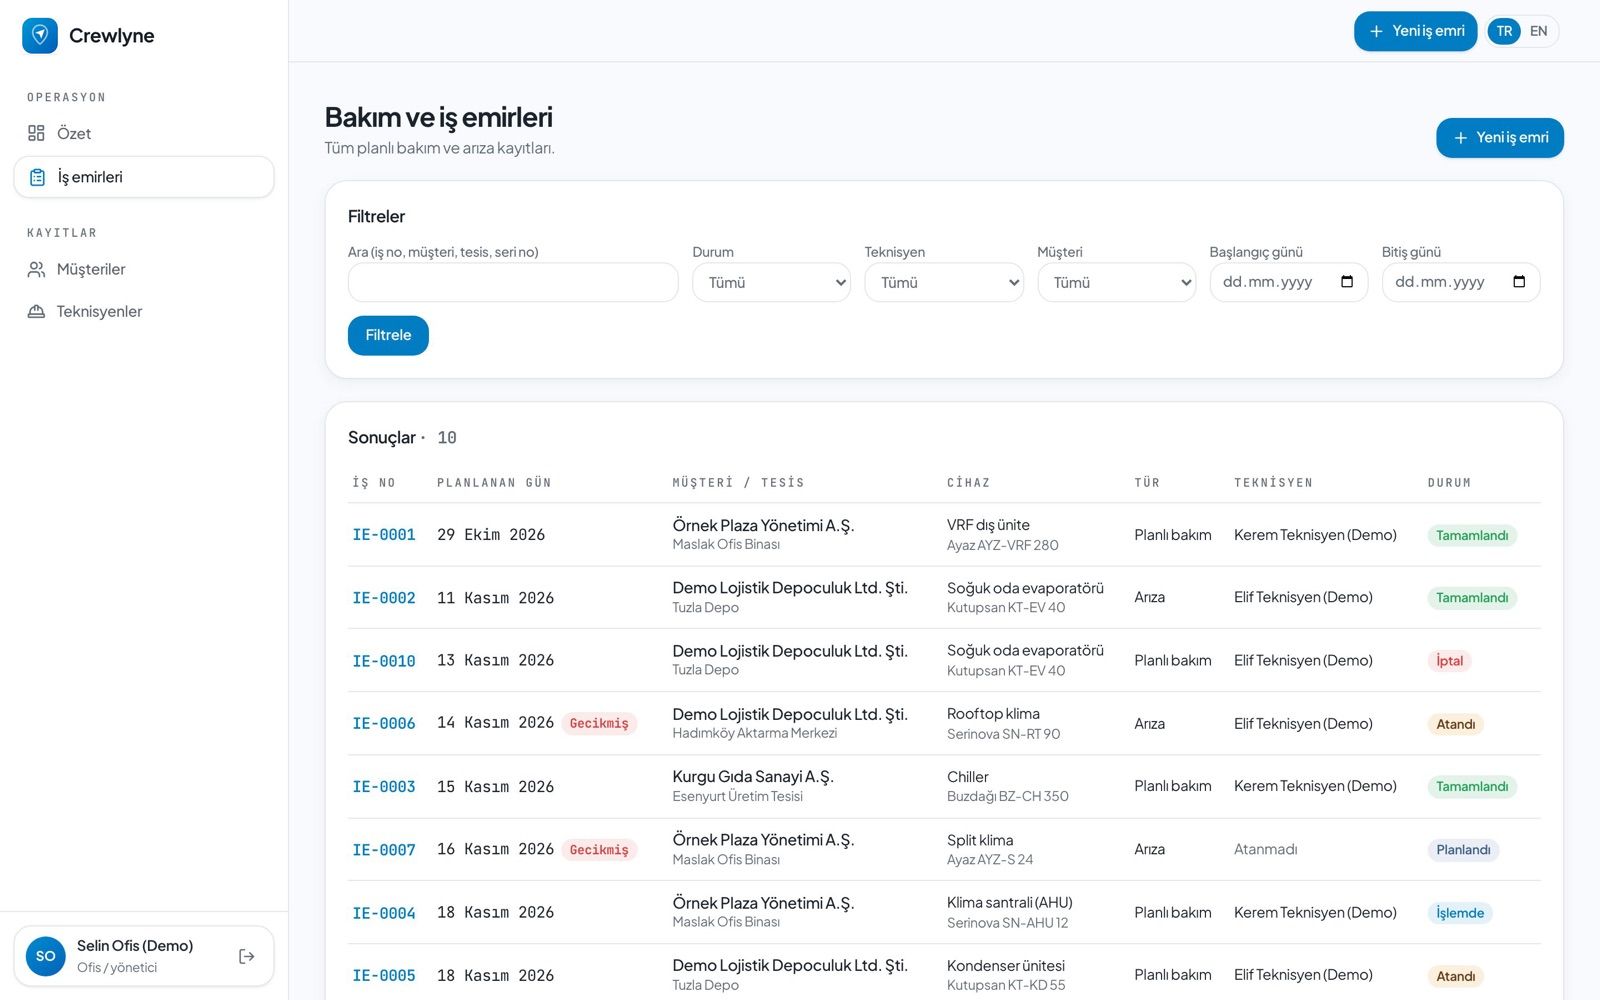 Crewlyne
OPERASYON
Özet
İş emirleri
KAYITLAR
Müşteriler
Teknisyenler
SO
Selin Ofis (Demo)
Ofis / yönetici
+ Yeni iş emri
TR
EN
Bakım ve iş emirleri
Tüm planlı bakım ve arıza kayıtları.
+ Yeni iş emri
Filtreler
Ara (iş no, müşteri, tesis, seri no)
Durum
Teknisyen
Müşteri
Başlangıç günü
Bitiş günü
Tümü
Tümü
Tümü
dd.mm.yyyy
dd.mm.yyyy
Filtrele
Sonuçlar · 10
İŞ NO PLANLANAN GÜN MÜŞTERİ / TESİS CİHAZ TÜR TEKNİSYEN DURUM
IE-0001 29 Ekim 2026 Örnek Plaza Yönetimi A.Ş. VRF dış ünite Planlı bakım Kerem Teknisyen (Demo) Tamamlandı
Maslak Ofis Binası Ayaz AYZ-VRF 280
IE-0002 11 Kasım 2026 Demo Lojistik Depoculuk Ltd. Şti. Soğuk oda evaporatörü Arıza Elif Teknisyen (Demo) Tamamlandı
Tuzla Depo Kutupsan KT-EV 40
IE-0010 13 Kasım 2026 Demo Lojistik Depoculuk Ltd. Şti. Soğuk oda evaporatörü Planlı bakım Elif Teknisyen (Demo) İptal
Tuzla Depo Kutupsan KT-EV 40
IE-0006 14 Kasım 2026 Gecikmiş Demo Lojistik Depoculuk Ltd. Şti. Rooftop klima Arıza Elif Teknisyen (Demo) Atandı
Hadımköy Aktarma Merkezi Serinova SN-RT 90
IE-0003 15 Kasım 2026 Kurgu Gıda Sanayi A.Ş. Chiller Planlı bakım Kerem Teknisyen (Demo) Tamamlandı
Esenyurt Üretim Tesisi Buzdağı BZ-CH 350
IE-0007 16 Kasım 2026 Gecikmiş Örnek Plaza Yönetimi A.Ş. Split klima Arıza Atanmadı Planlandı
Maslak Ofis Binası Ayaz AYZ-S 24
IE-0004 18 Kasım 2026 Örnek Plaza Yönetimi A.Ş. Klima santrali (AHU) Planlı bakım Kerem Teknisyen (Demo) İşlemde
Maslak Ofis Binası Serinova SN-AHU 12
IE-0005 18 Kasım 2026 Demo Lojistik Depoculuk Ltd. Şti. Kondenser ünitesi Planlı bakım Elif Teknisyen (Demo) Atandı
Tuzla Depo Kutupsan KT-KD 55